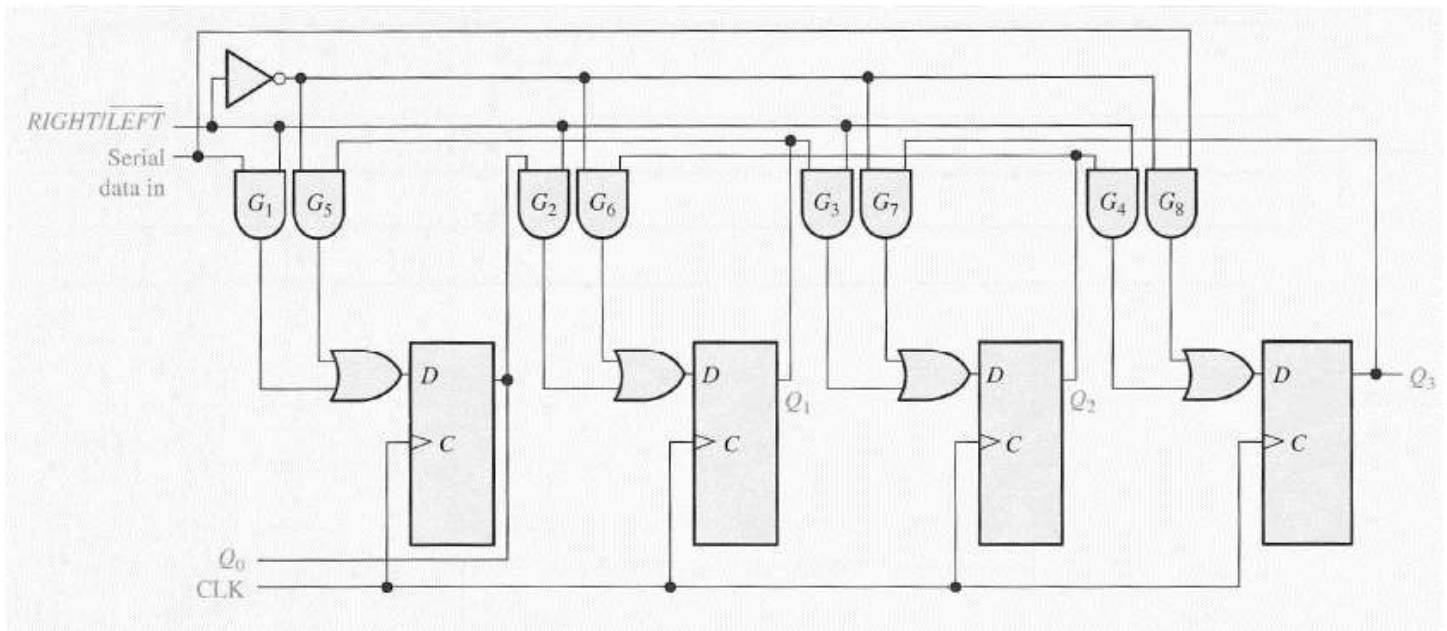 RIGHT/LEFT
Serial
data in
G1 G5 G2 G6 G3 G7 G4 G8
D D D D
Q1 Q2 Q3
C C C C
Q0
CLK